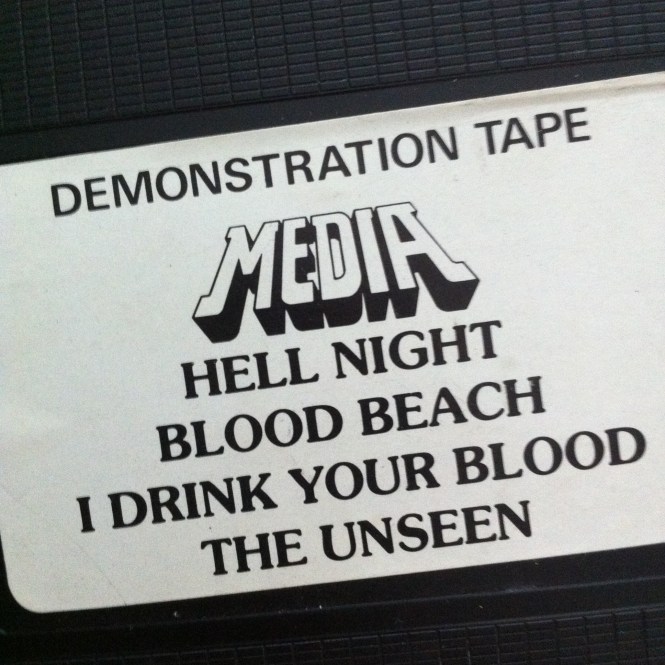 DEMONSTRATION TAPE
MEDIA
HELL NIGHT
BLOOD BEACH
I DRINK YOUR BLOOD
THE UNSEEN